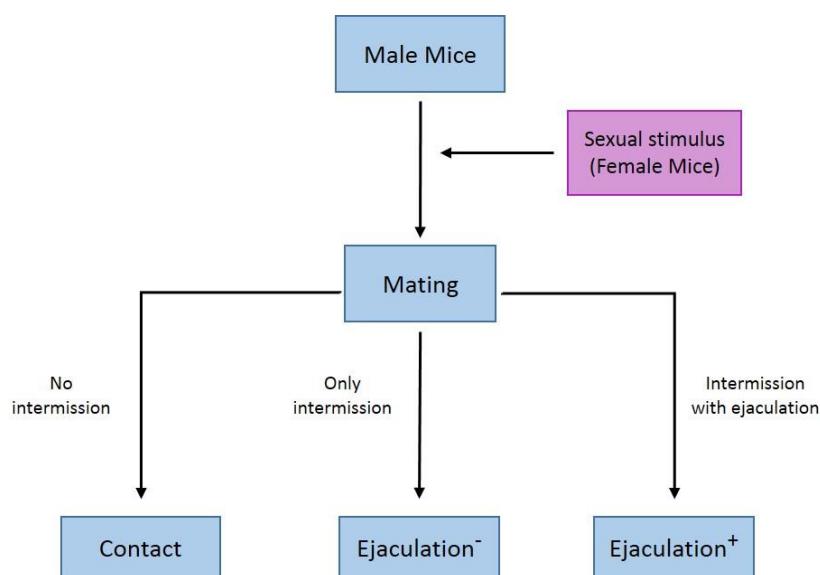 Male Mice
Sexual stimulus
(Female Mice)
Mating
No
intermission
Only
intermission
Intermission
with ejaculation
Contact
Ejaculation⁻
Ejaculation⁺